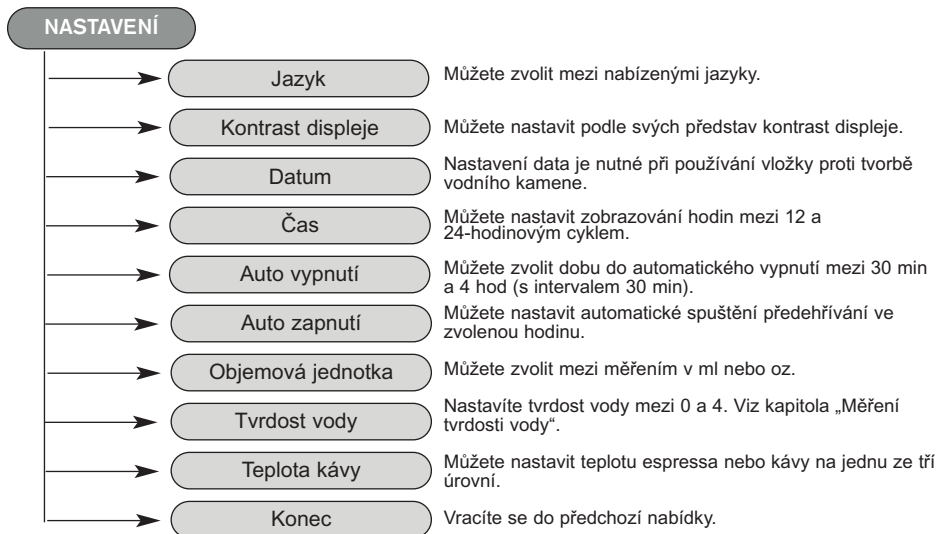 NASTAVENÍ
Jazyk
Můžete zvolit mezi nabízenými jazyky.
Kontrast displeje
Můžete nastavit podle svých představ kontrast displeje.
Datum
Nastavení data je nutné při používání vložky proti tvorbě
vodního kamene.
Čas
Můžete nastavit zobrazování hodin mezi 12 a
24-hodinovým cyklem.
Auto vypnutí
Můžete zvolit dobu do automatického vypnutí mezi 30 min
a 4 hod (s intervalem 30 min).
Auto zapnutí
Můžete nastavit automatické spuštění předehřívání ve
zvolenou hodinu.
Objemová jednotka
Můžete zvolit mezi měřením v ml nebo oz.
Tvrdost vody
Nastavíte tvrdost vody mezi 0 a 4. Viz kapitola „Měření
tvrdosti vody“.
Teplota kávy
Můžete nastavit teplotu espressa nebo kávy na jednu ze tří
úrovní.
Konec
Vracíte se do předchozí nabídky.